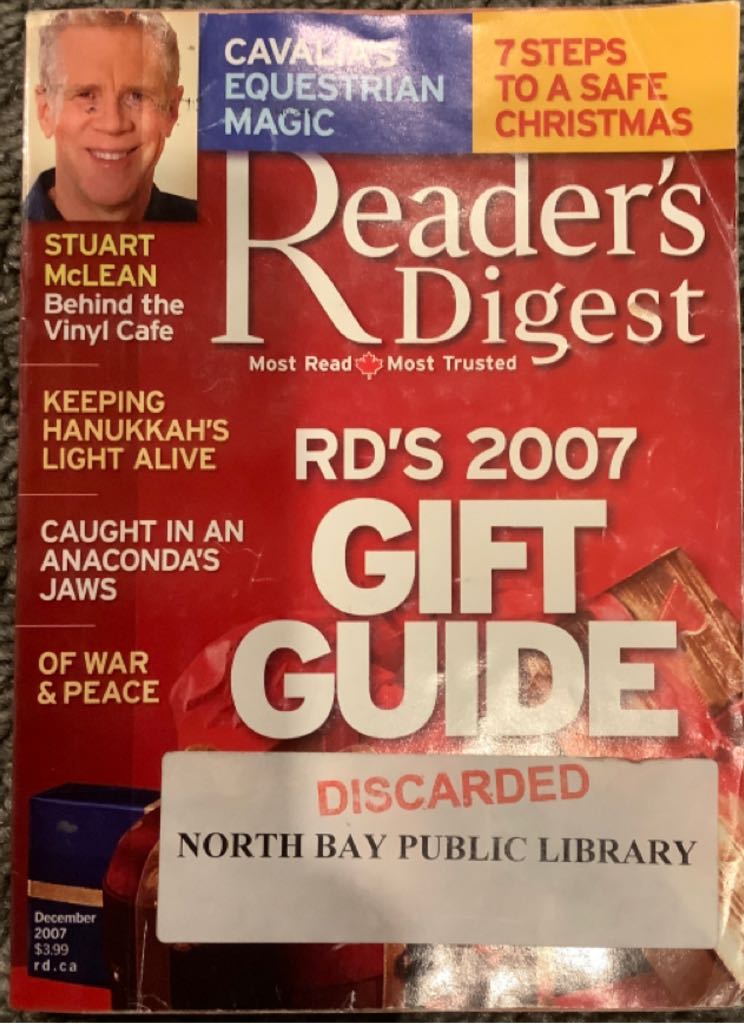 CAVALIA'S
EQUESTRIAN
MAGIC
7 STEPS
TO A SAFE
CHRISTMAS
Reader's
Digest
Most Read Most Trusted
STUART
McLEAN
Behind the
Vinyl Cafe
KEEPING
HANUKKAH'S
LIGHT ALIVE
CAUGHT IN AN
ANACONDA'S
JAWS
OF WAR
& PEACE
RD'S 2007
GIFT
GUIDE
DISCARDED
NORTH BAY PUBLIC LIBRARY
December
2007
$3.99
rd.ca